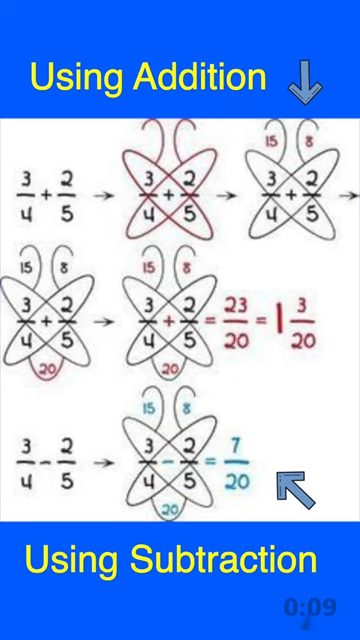 Using Addition
3/4 + 2/5 → 3/4 + 2/5 → 15 8 3/4 + 2/5 →
15 8 3/4 + 2/5 20 → 15 8 3/4 + 2/5 20 = 23/20 = 1 3/20
3/4 - 2/5 → 15 8 3/4 - 2/5 20 = 7/20
Using Subtraction
0:09